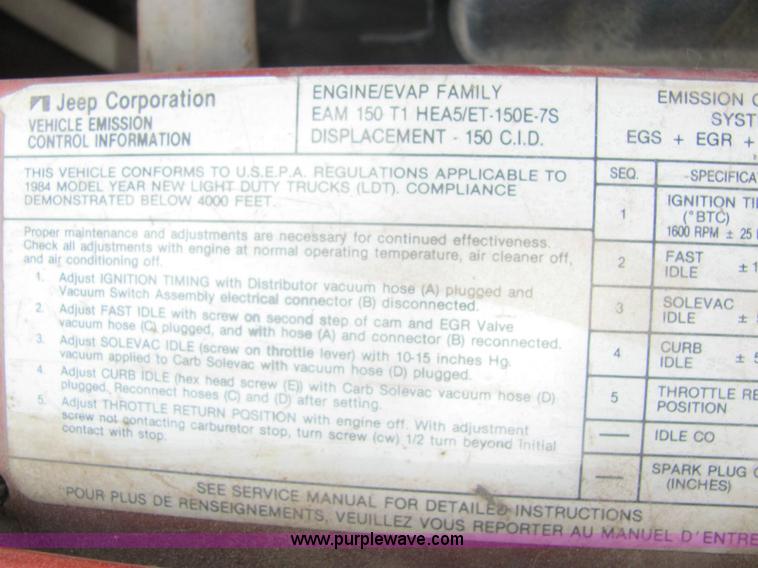 Jeep Corporation
VEHICLE EMISSION
CONTROL INFORMATION
ENGINE/EVAP FAMILY
EAM 150 T1 HEA5/ET-150E-7S
DISPLACEMENT - 150 C.I.D.
EMISSION
SYST
EGS + EGR +
THIS VEHICLE CONFORMS TO U.S.E.P.A. REGULATIONS APPLICABLE TO
1984 MODEL YEAR NEW LIGHT DUTY TRUCKS (LDT). COMPLIANCE
DEMONSTRATED BELOW 4000 FEET.
Proper maintenance and adjustments are necessary for continued effectiveness.
Check all adjustments with engine at normal operating temperature, air cleaner off,
and air conditioning off.
1. Adjust IGNITION TIMING with Distributor vacuum hose (A) plugged and
Vacuum Switch Assembly electrical connector (B) disconnected.
2. Adjust FAST IDLE with screw on second step of cam and EGR Valve
vacuum hose (C) plugged, and with hose (A) and connector (B) reconnected.
3. Adjust SOLEVAC IDLE (screw on throttle lever) with 10-15 inches Hg.
vacuum applied to Carb Solevac with vacuum hose (D) plugged.
4. Adjust CURB IDLE (hex head screw (E)) with Carb Solevac vacuum hose (D)
plugged. Reconnect hoses (C) and (D) after setting.
5. Adjust THROTTLE RETURN POSITION with engine off. With adjustment
screw not contacting carburetor stop, turn screw (cw) 1/2 turn beyond initial
contact with stop.
SEQ. -SPECIFICA
1 IGNITION TI
(°BTC)
1600 RPM ± 25
2 FAST
IDLE ± 1
3 SOLEVAC
IDLE ±
4 CURB
IDLE ± 5
5 THROTTLE RE
POSITION
— IDLE CO
— SPARK PLUG
(INCHES)
SEE SERVICE MANUAL FOR DETAILED INSTRUCTIONS
POUR PLUS DE RENSEIGNEMENTS, VEUILLEZ VOUS REPORTER AU MANUEL D'ENTRE
www.purplewave.com